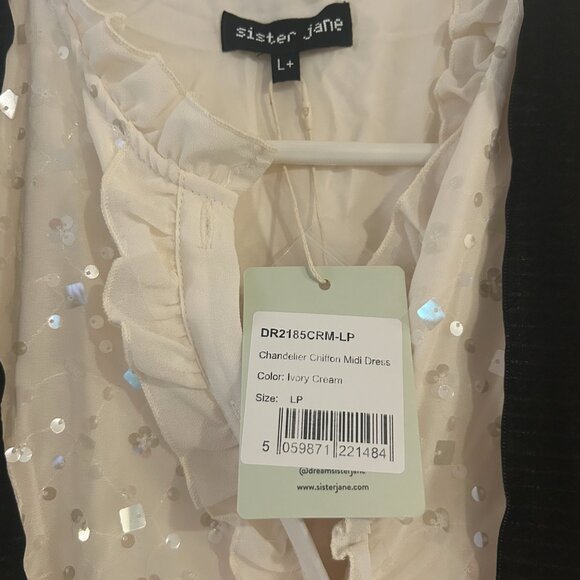 sister jane
L+
DR2185CRM-LP
Chandelier Chiffon Midi Dress
Color: Ivory Cream
Size: LP
5 059871 221484
@dreamsisterjane
www.sisterjane.com